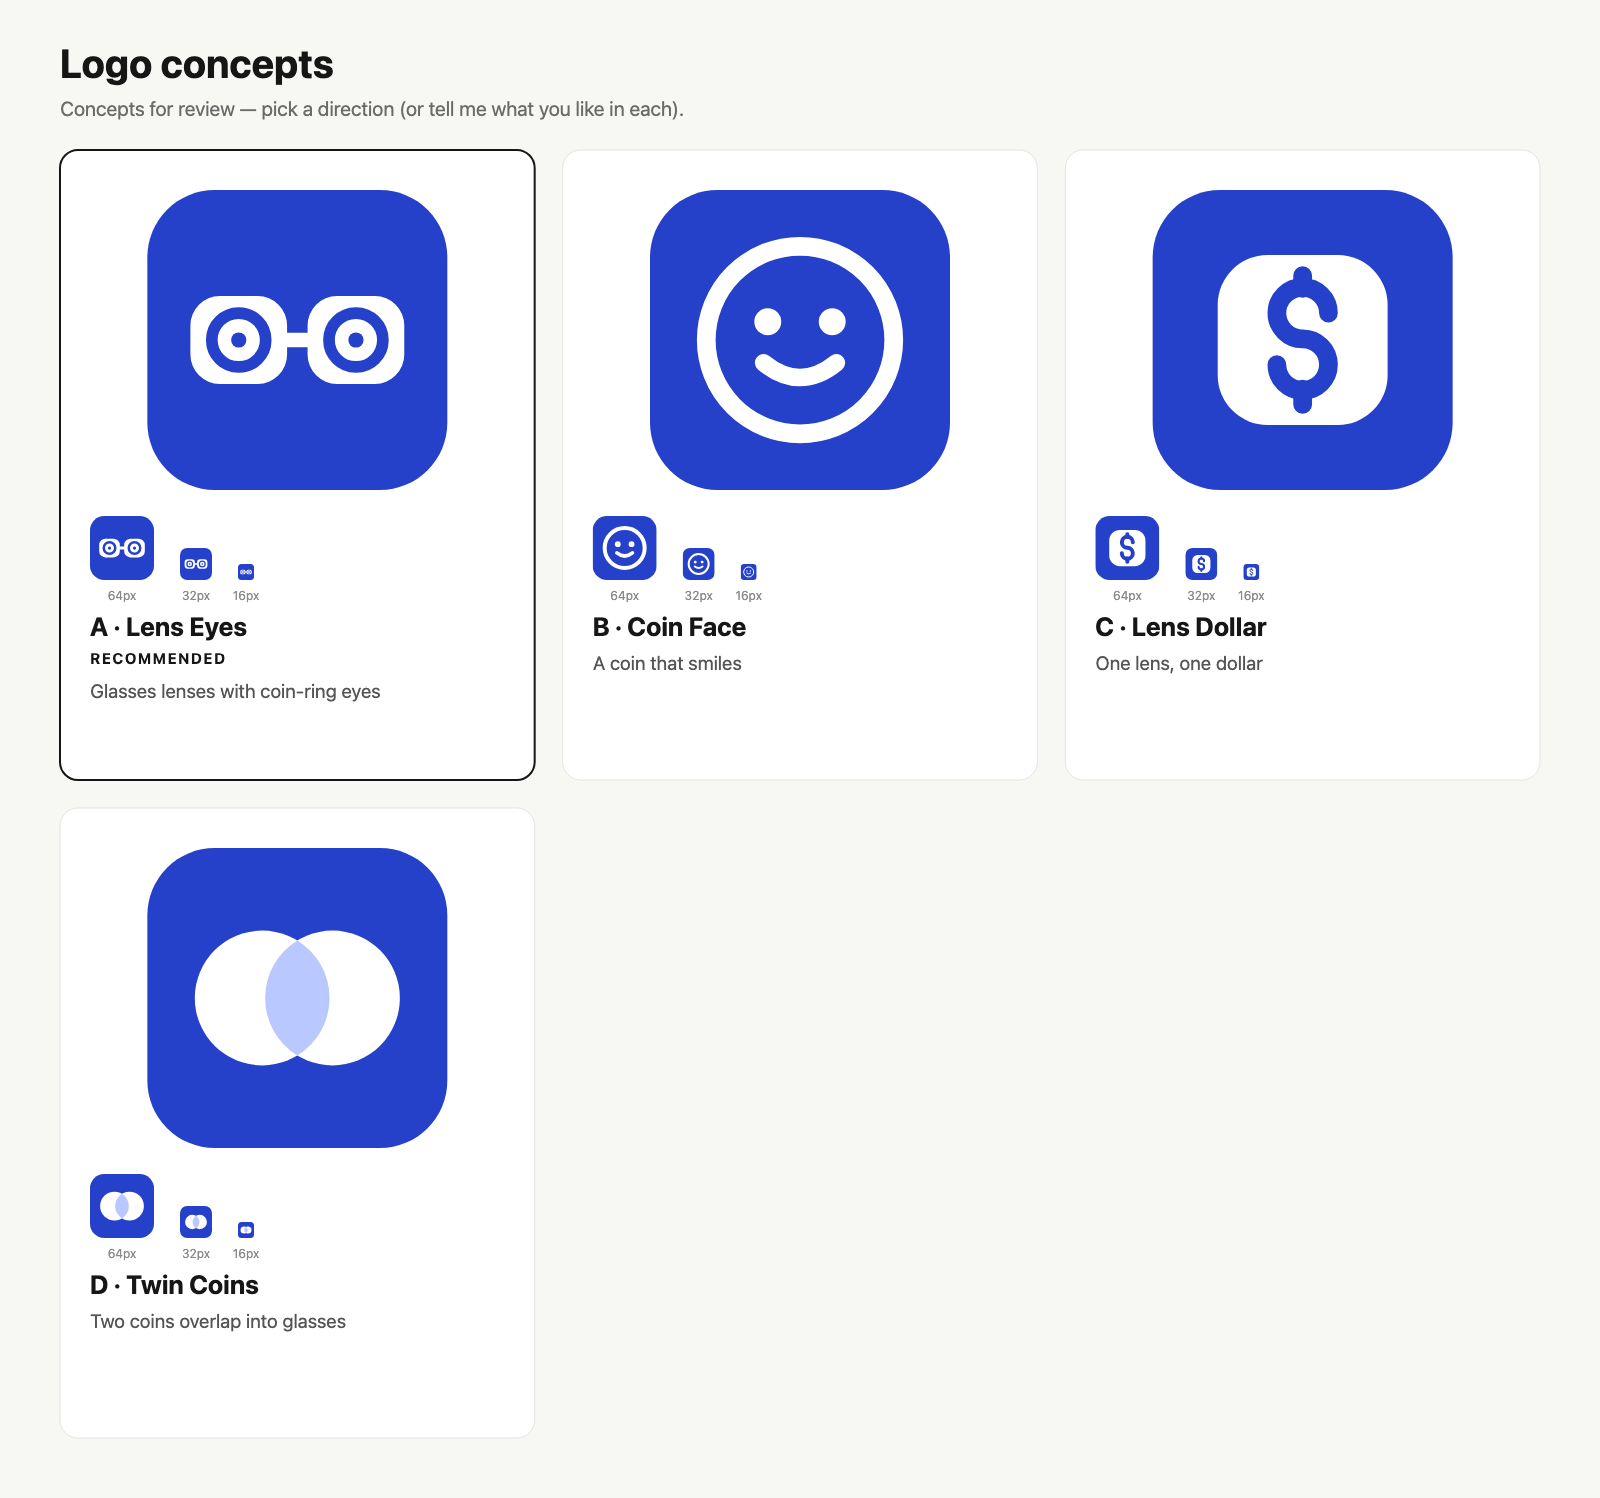 Logo concepts
Concepts for review — pick a direction (or tell me what you like in each).
$
64px 32px 16px
A · Lens Eyes
RECOMMENDED
Glasses lenses with coin-ring eyes
64px 32px 16px
B · Coin Face
A coin that smiles
$ $ $
64px 32px 16px
C · Lens Dollar
One lens, one dollar
64px 32px 16px
D · Twin Coins
Two coins overlap into glasses